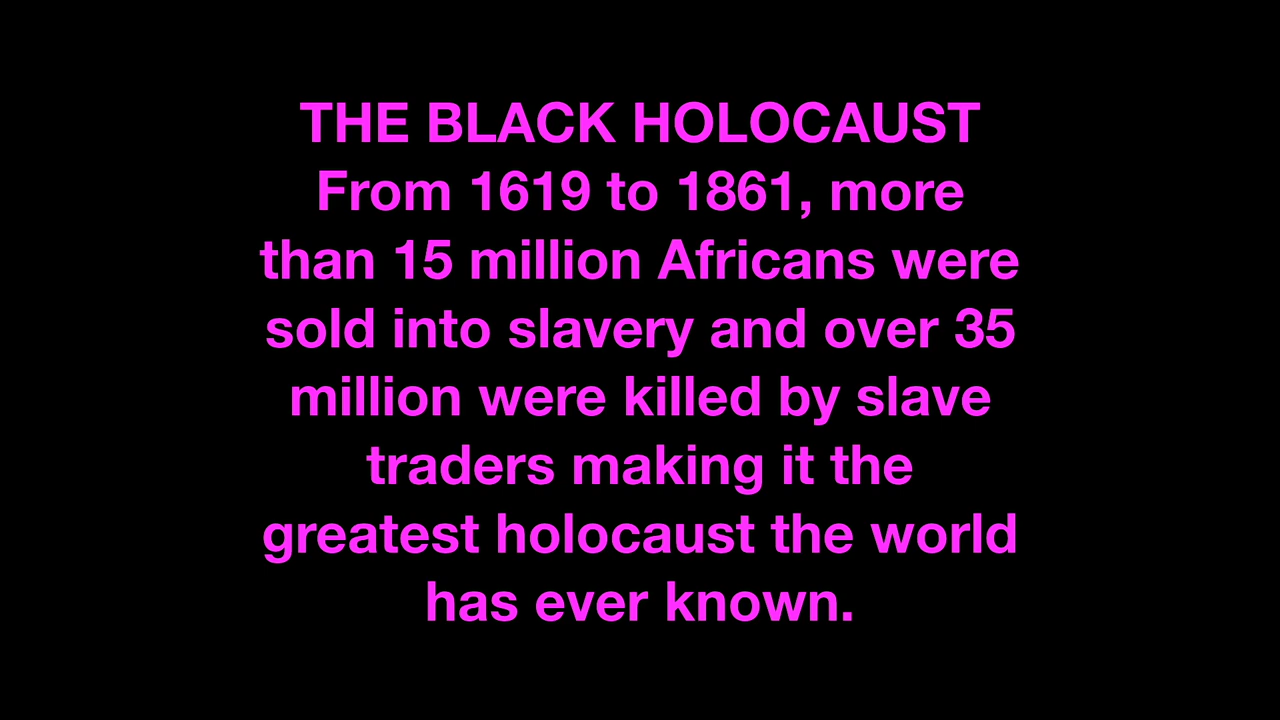 THE BLACK HOLOCAUST
From 1619 to 1861, more
than 15 million Africans were
sold into slavery and over 35
million were killed by slave
traders making it the
greatest holocaust the world
has ever known.